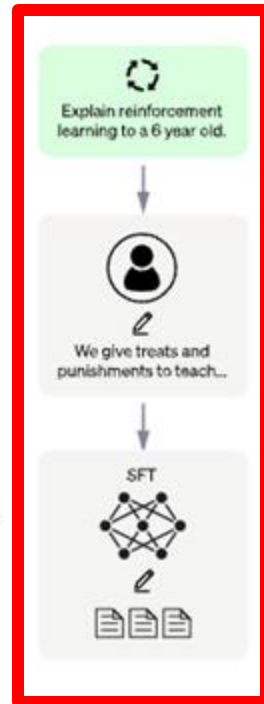 Explain reinforcement
learning to a 6 year old.
We give treats and
punishments to teach...
SFT